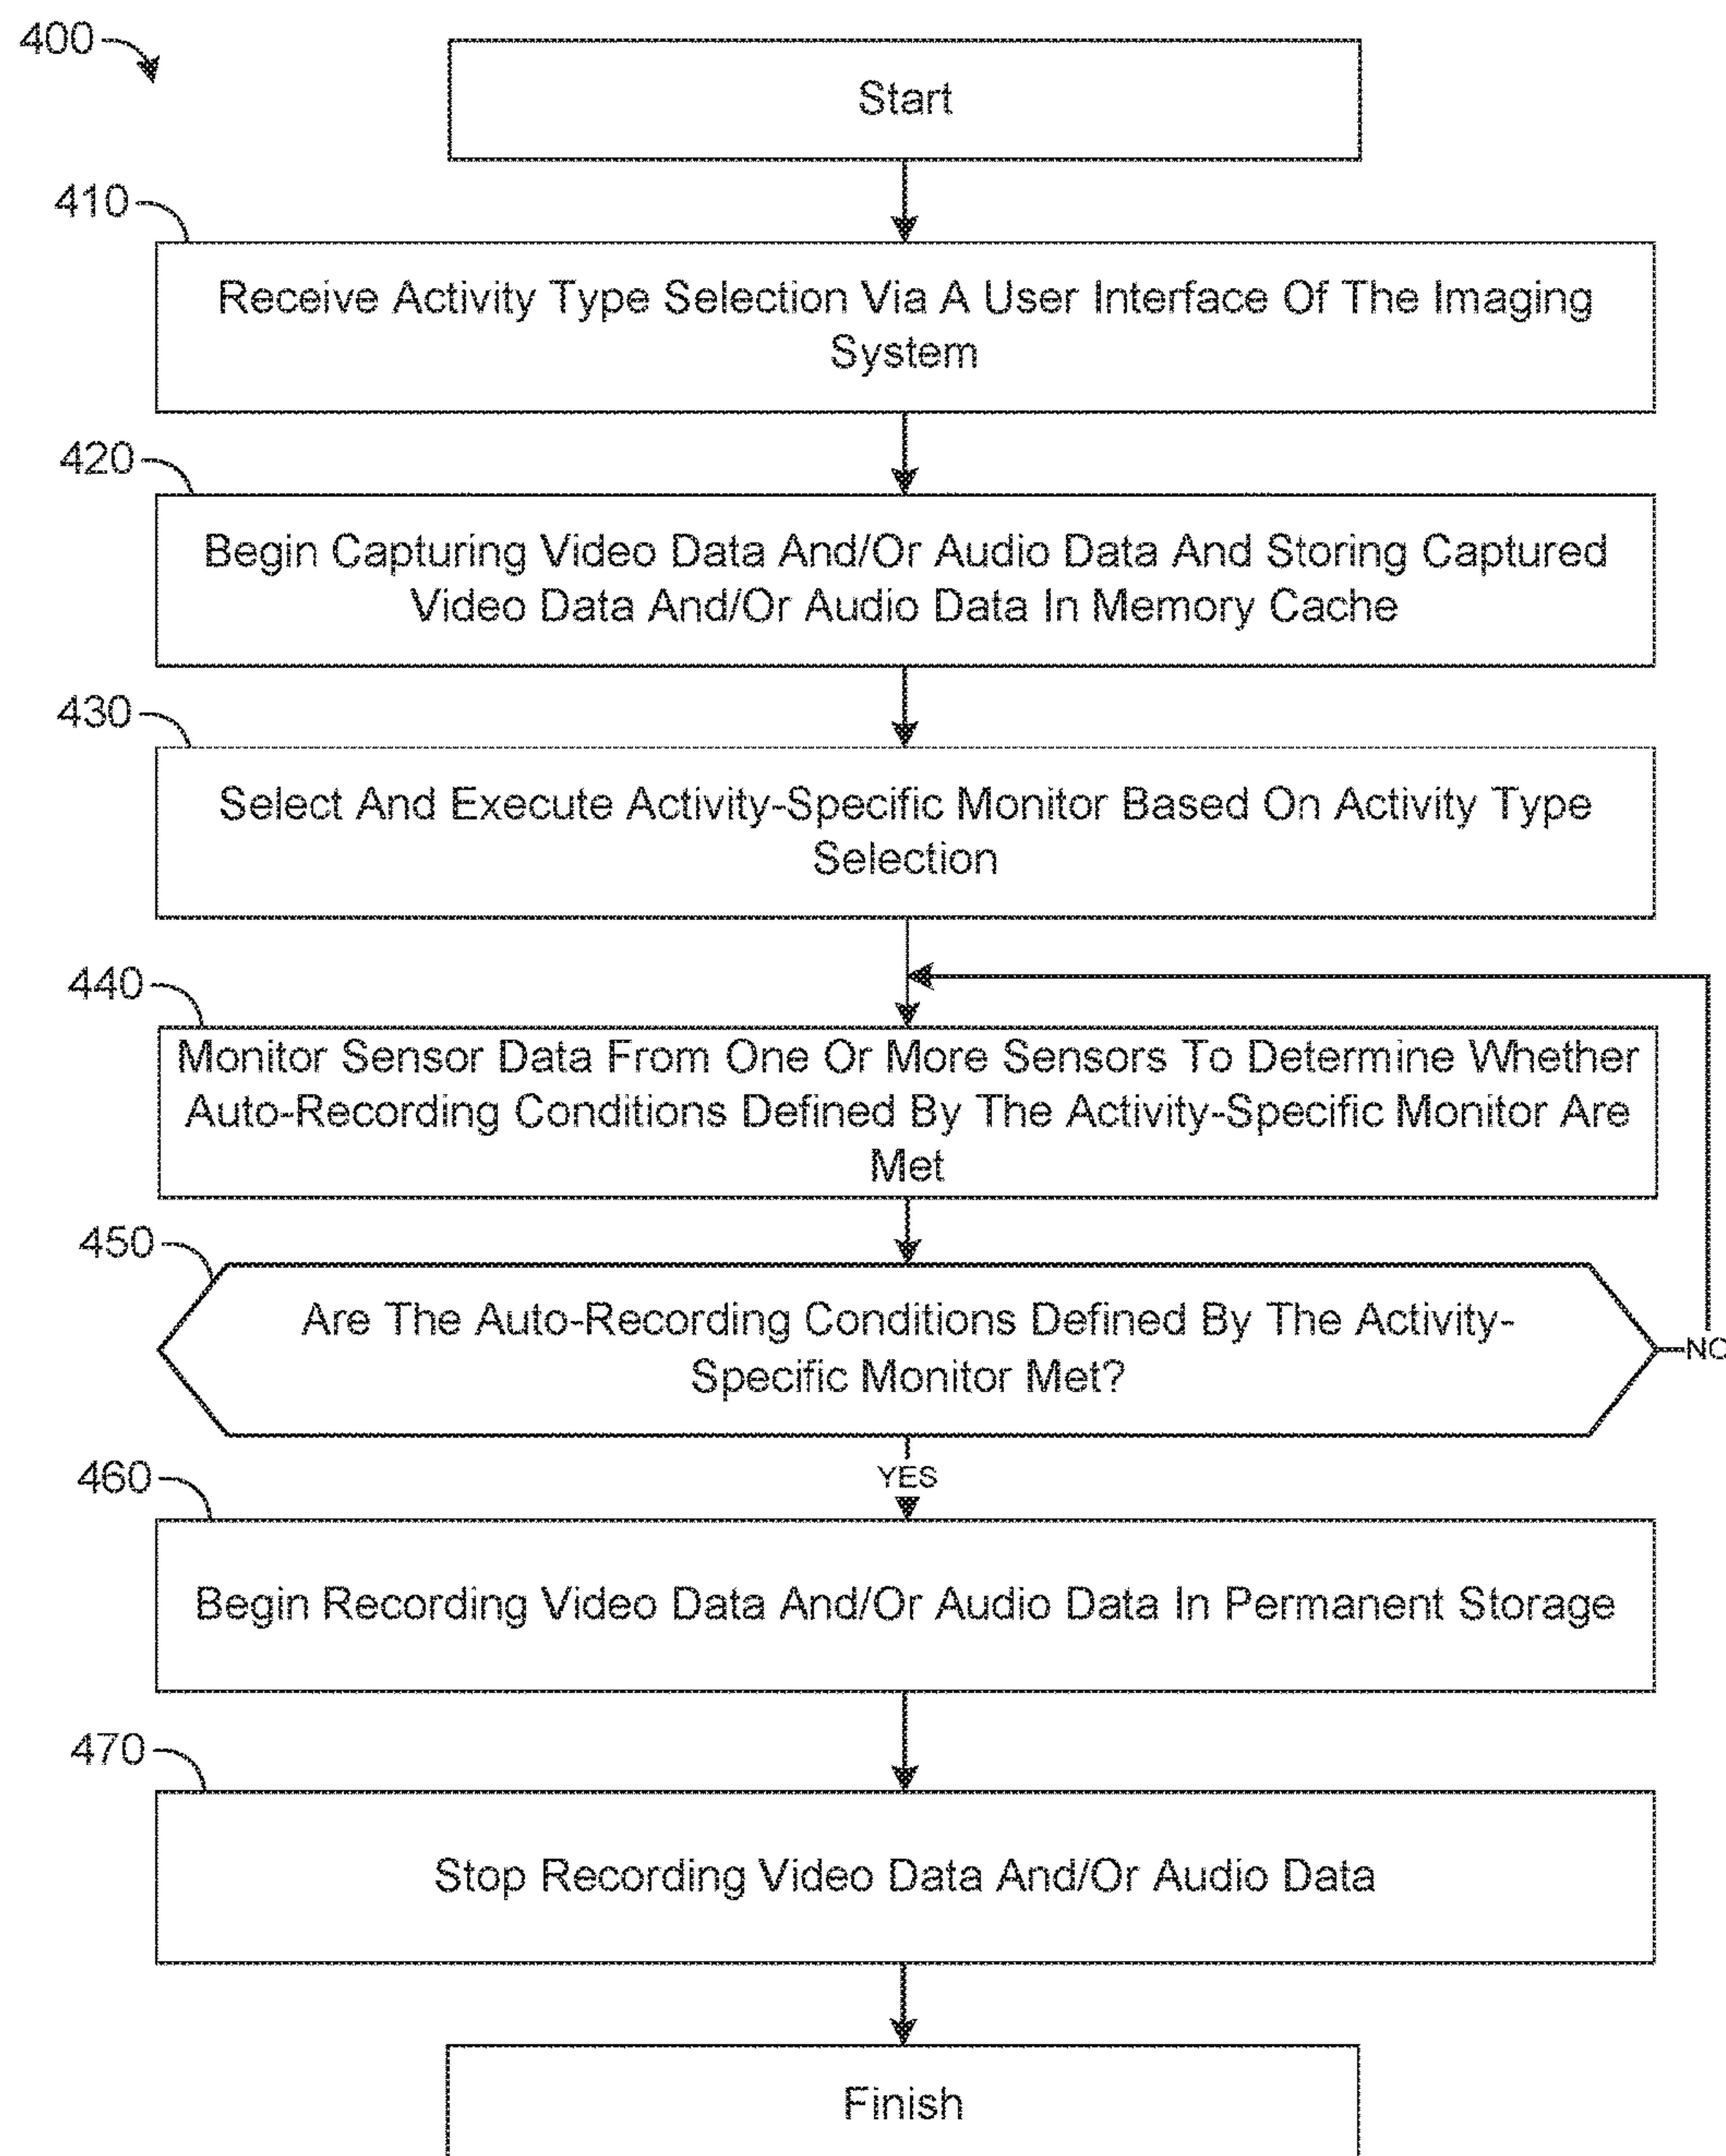 400
Start
410
Receive Activity Type Selection Via A User Interface Of The Imaging
System
420
Begin Capturing Video Data And/Or Audio Data And Storing Captured
Video Data And/Or Audio Data In Memory Cache
430
Select And Execute Activity-Specific Monitor Based On Activity Type
Selection
440
Monitor Sensor Data From One Or More Sensors To Determine Whether
Auto-Recording Conditions Defined By The Activity-Specific Monitor Are
Met
450
Are The Auto-Recording Conditions Defined By The Activity-
Specific Monitor Met?
NO
YES
460
Begin Recording Video Data And/Or Audio Data In Permanent Storage
470
Stop Recording Video Data And/Or Audio Data
Finish